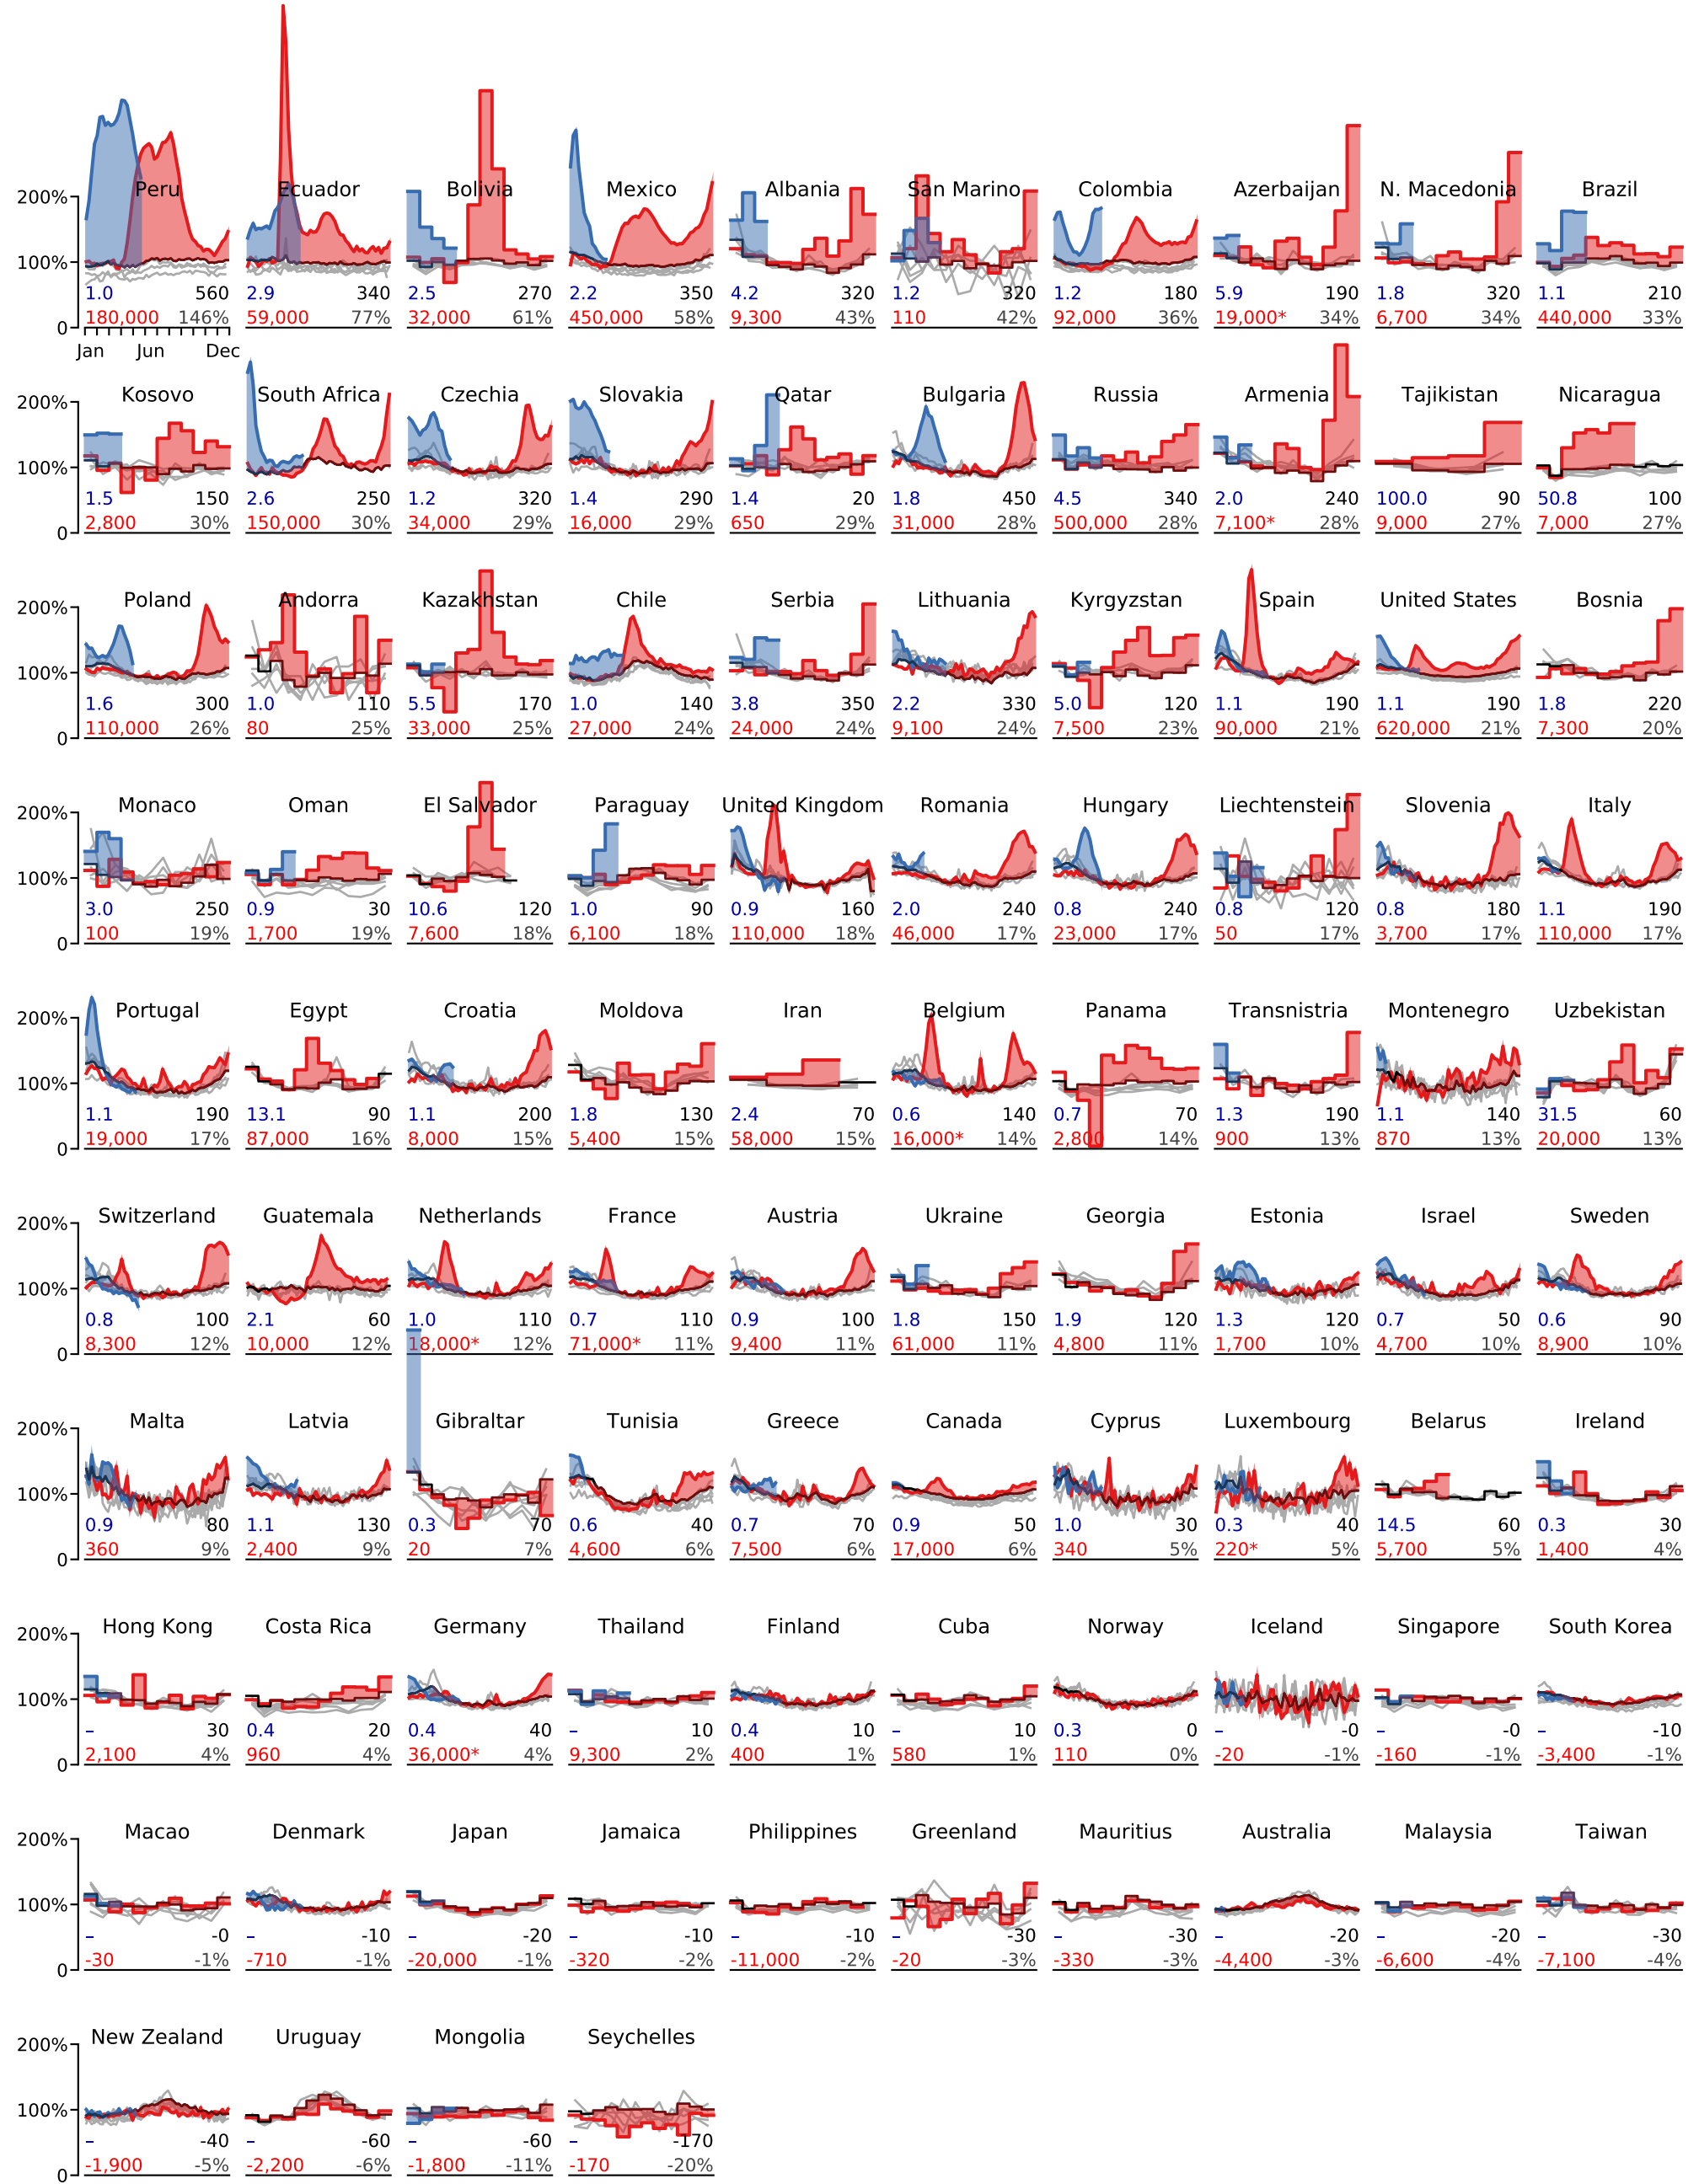 Peru Ecuador Bolivia Mexico Albania San Marino Colombia Azerbaijan N. Macedonia Brazil
200%
100%
1.0 560 2.9 340 2.5 270 2.2 350 4.2 320 1.2 320 1.2 180 5.9 190 1.8 320 1.1 210
0 180,000 146% 59,000 77% 32,000 61% 450,000 58% 9,300 43% 110 42% 92,000 36% 19,000* 34% 6,700 34% 440,000 33%
Jan Jun Dec
Kosovo South Africa Czechia Slovakia Qatar Bulgaria Russia Armenia Tajikistan Nicaragua
200%
100%
1.5 150 2.6 250 1.2 320 1.4 290 1.4 20 1.8 450 4.5 340 2.0 240 100.0 90 50.8 100
0 2,800 30% 150,000 30% 34,000 29% 16,000 29% 650 29% 31,000 28% 500,000 28% 7,100* 28% 9,000 27% 7,000 27%
Poland Andorra Kazakhstan Chile Serbia Lithuania Kyrgyzstan Spain United States Bosnia
200%
100%
1.6 300 1.0 110 5.5 170 1.0 140 3.8 350 2.2 330 5.0 120 1.1 190 1.1 190 1.8 220
0 110,000 26% 80 25% 33,000 25% 27,000 24% 24,000 24% 9,100 24% 7,500 23% 90,000 21% 620,000 21% 7,300 20%
Monaco Oman El Salvador Paraguay United Kingdom Romania Hungary Liechtenstein Slovenia Italy
200%
100%
3.0 250 0.9 30 10.6 120 1.0 90 0.9 160 2.0 240 0.8 240 0.8 120 0.8 180 1.1 190
0 100 19% 1,700 19% 7,600 18% 6,100 18% 110,000 18% 46,000 17% 23,000 17% 50 17% 3,700 17% 110,000 17%
Portugal Egypt Croatia Moldova Iran Belgium Panama Transnistria Montenegro Uzbekistan
200%
100%
1.1 190 13.1 90 1.1 200 1.8 130 2.4 70 0.6 140 0.7 70 1.3 190 1.1 140 31.5 60
0 19,000 17% 87,000 16% 8,000 15% 5,400 15% 58,000 15% 16,000* 14% 2,800 14% 900 13% 870 13% 20,000 13%
Switzerland Guatemala Netherlands France Austria Ukraine Georgia Estonia Israel Sweden
200%
100%
0.8 100 2.1 60 1.0 110 0.7 110 0.9 100 1.8 150 1.9 120 1.3 120 0.7 50 0.6 90
0 8,300 12% 10,000 12% 18,000* 12% 71,000* 11% 9,400 11% 61,000 11% 4,800 11% 1,700 10% 4,700 10% 8,900 10%
Malta Latvia Gibraltar Tunisia Greece Canada Cyprus Luxembourg Belarus Ireland
200%
100%
0.9 80 1.1 130 0.3 70 0.6 40 0.7 70 0.9 50 1.0 30 0.3 40 14.5 60 0.3 30
0 360 9% 2,400 9% 20 7% 4,600 6% 7,500 6% 17,000 6% 340 5% 220* 5% 5,700 5% 1,400 4%
Hong Kong Costa Rica Germany Thailand Finland Cuba Norway Iceland Singapore South Korea
200%
100%
– 30 0.4 20 0.4 40 – 10 0.4 10 – 10 0.3 0 – -0 – -0 – -10
0 2,100 4% 960 4% 36,000* 4% 9,300 2% 400 1% 580 1% 110 0% -20 -1% -160 -1% -3,400 -1%
Macao Denmark Japan Jamaica Philippines Greenland Mauritius Australia Malaysia Taiwan
200%
100%
– -0 – -10 – -20 – -10 – -10 – -30 – -30 – -20 – -20 – -30
0 -30 -1% -710 -1% -20,000 -1% -320 -2% -11,000 -2% -20 -3% -330 -3% -4,400 -3% -6,600 -4% -7,100 -4%
New Zealand Uruguay Mongolia Seychelles
200%
100%
– -40 – -60 – -60 – -170
0 -1,900 -5% -2,200 -6% -1,800 -11% -170 -20%